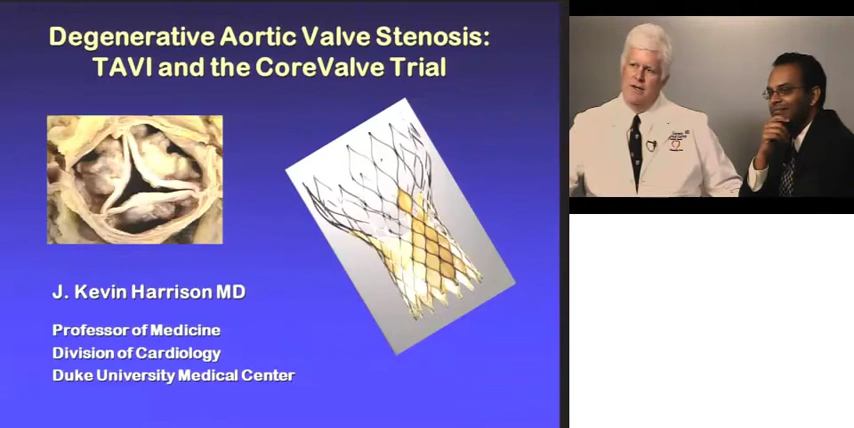 Degenerative Aortic Valve Stenosis:
TAVI and the CoreValve Trial
J. Kevin Harrison MD
Professor of Medicine
Division of Cardiology
Duke University Medical Center